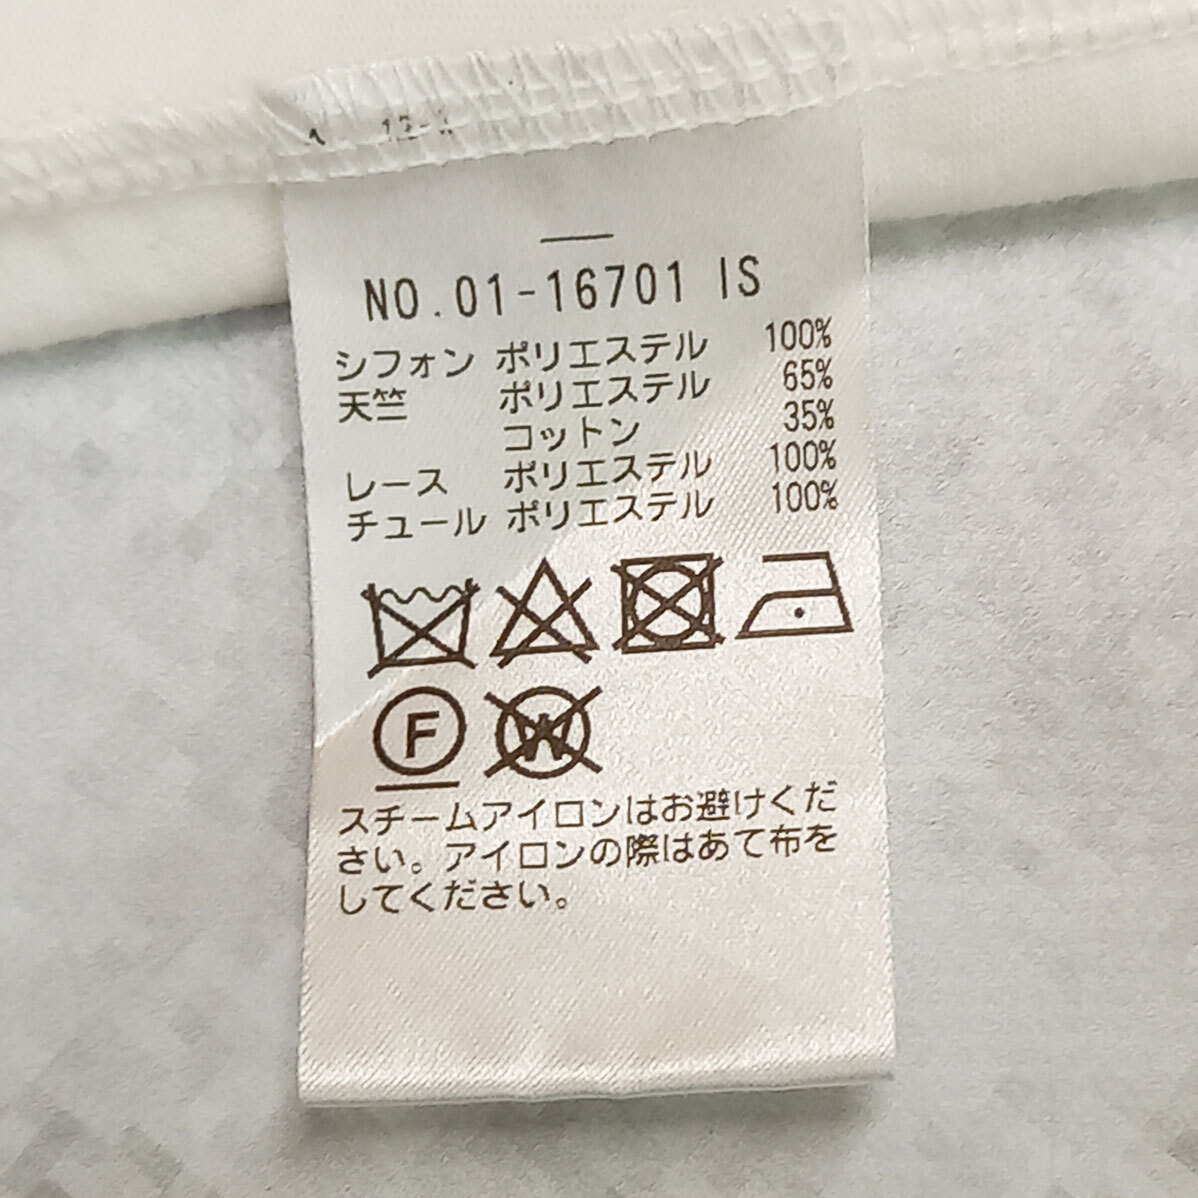 NO.01-16701 IS
シフォン ポリエステル 100%
天竺 ポリエステル 65%
コットン 35%
レース ポリエステル 100%
チュール ポリエステル 100%
F W
スチームアイロンはお避けくだ
さい。アイロンの際はあて布を
してください。